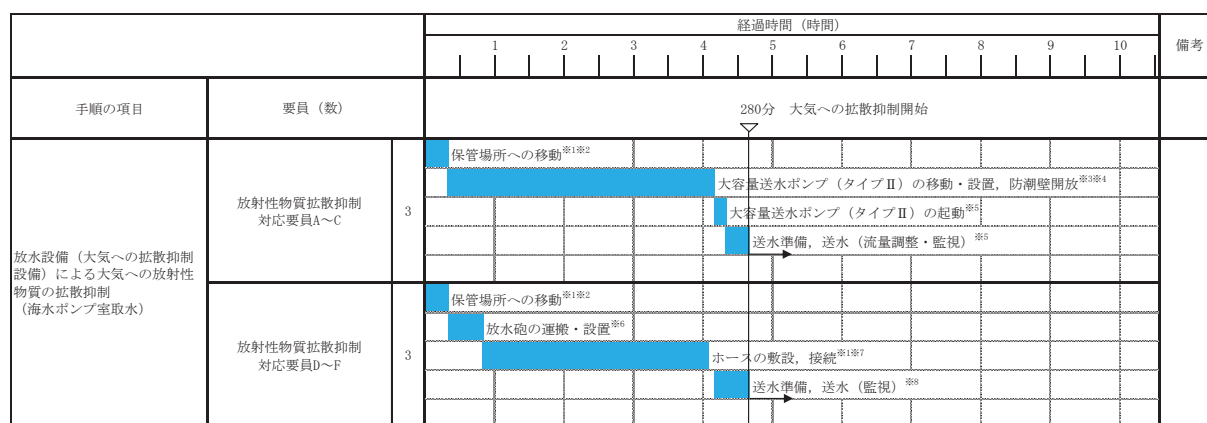 経過時間（時間）
備考
1 2 3 4 5 6 7 8 9 10
手順の項目
要員（数）
280分　大気への拡散抑制開始
放水設備（大気への拡散抑制
設備）による大気への放射性
物質の拡散抑制
（海水ポンプ室取水）
放射性物質拡散抑制
対応要員A～C
3
保管場所への移動※1※2
大容量送水ポンプ（タイプⅡ）の移動・設置，防潮壁開放※3※4
大容量送水ポンプ（タイプⅡ）の起動※5
送水準備，送水（流量調整・監視）※5
放射性物質拡散抑制
対応要員D～F
3
保管場所への移動※1※2
放水砲の運搬・設置※6
ホースの敷設，接続※1※7
送水準備，送水（監視）※8